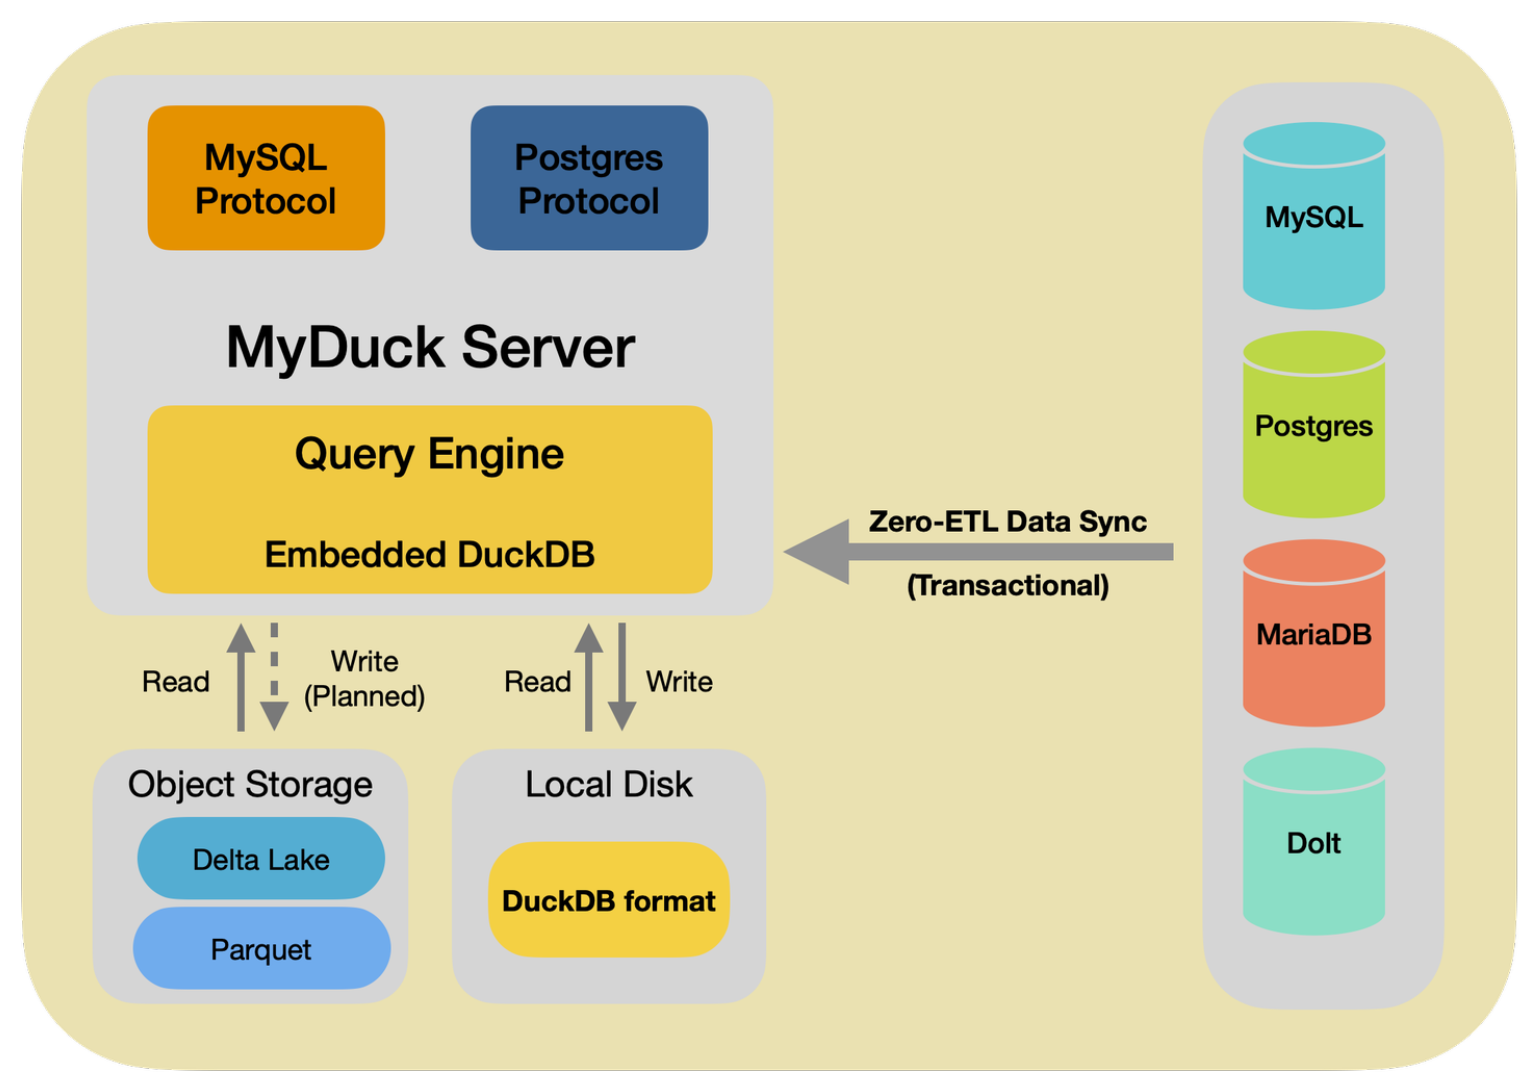 MySQL
Protocol
Postgres
Protocol
MyDuck Server
Query Engine
Embedded DuckDB
Read
Write
(Planned)
Read
Write
Object Storage
Delta Lake
Parquet
Local Disk
DuckDB format
Zero-ETL Data Sync
(Transactional)
MySQL
Postgres
MariaDB
Dolt